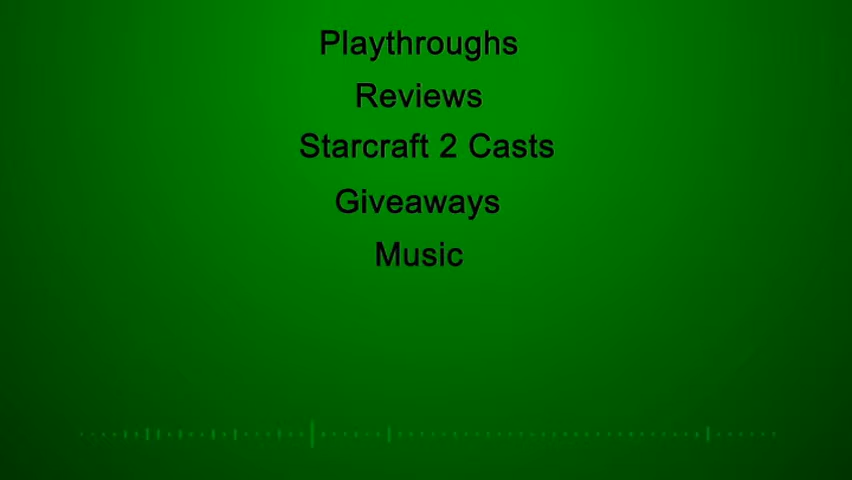 Playthroughs
Reviews
Starcraft 2 Casts
Giveaways
Music